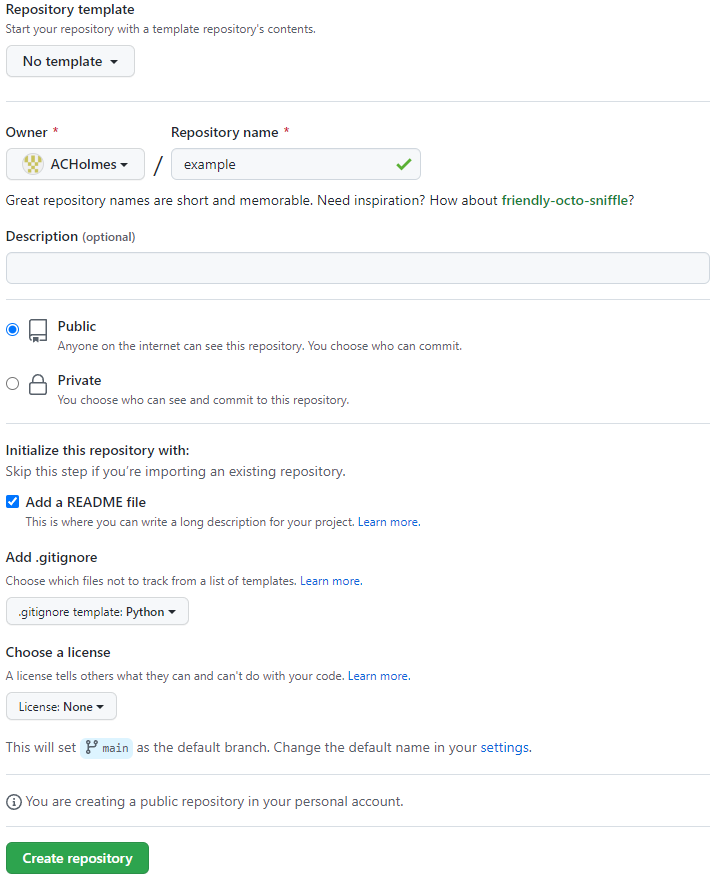 Repository template
Start your repository with a template repository's contents.
No template
Owner * Repository name *
ACHolmes / example
Great repository names are short and memorable. Need inspiration? How about friendly-octo-sniffle?
Description (optional)
Public
Anyone on the internet can see this repository. You choose who can commit.
Private
You choose who can see and commit to this repository.
Initialize this repository with:
Skip this step if you're importing an existing repository.
Add a README file
This is where you can write a long description for your project. Learn more.
Add .gitignore
Choose which files not to track from a list of templates. Learn more.
.gitignore template: Python
Choose a license
A license tells others what they can and can't do with your code. Learn more.
License: None
This will set main as the default branch. Change the default name in your settings.
You are creating a public repository in your personal account.
Create repository